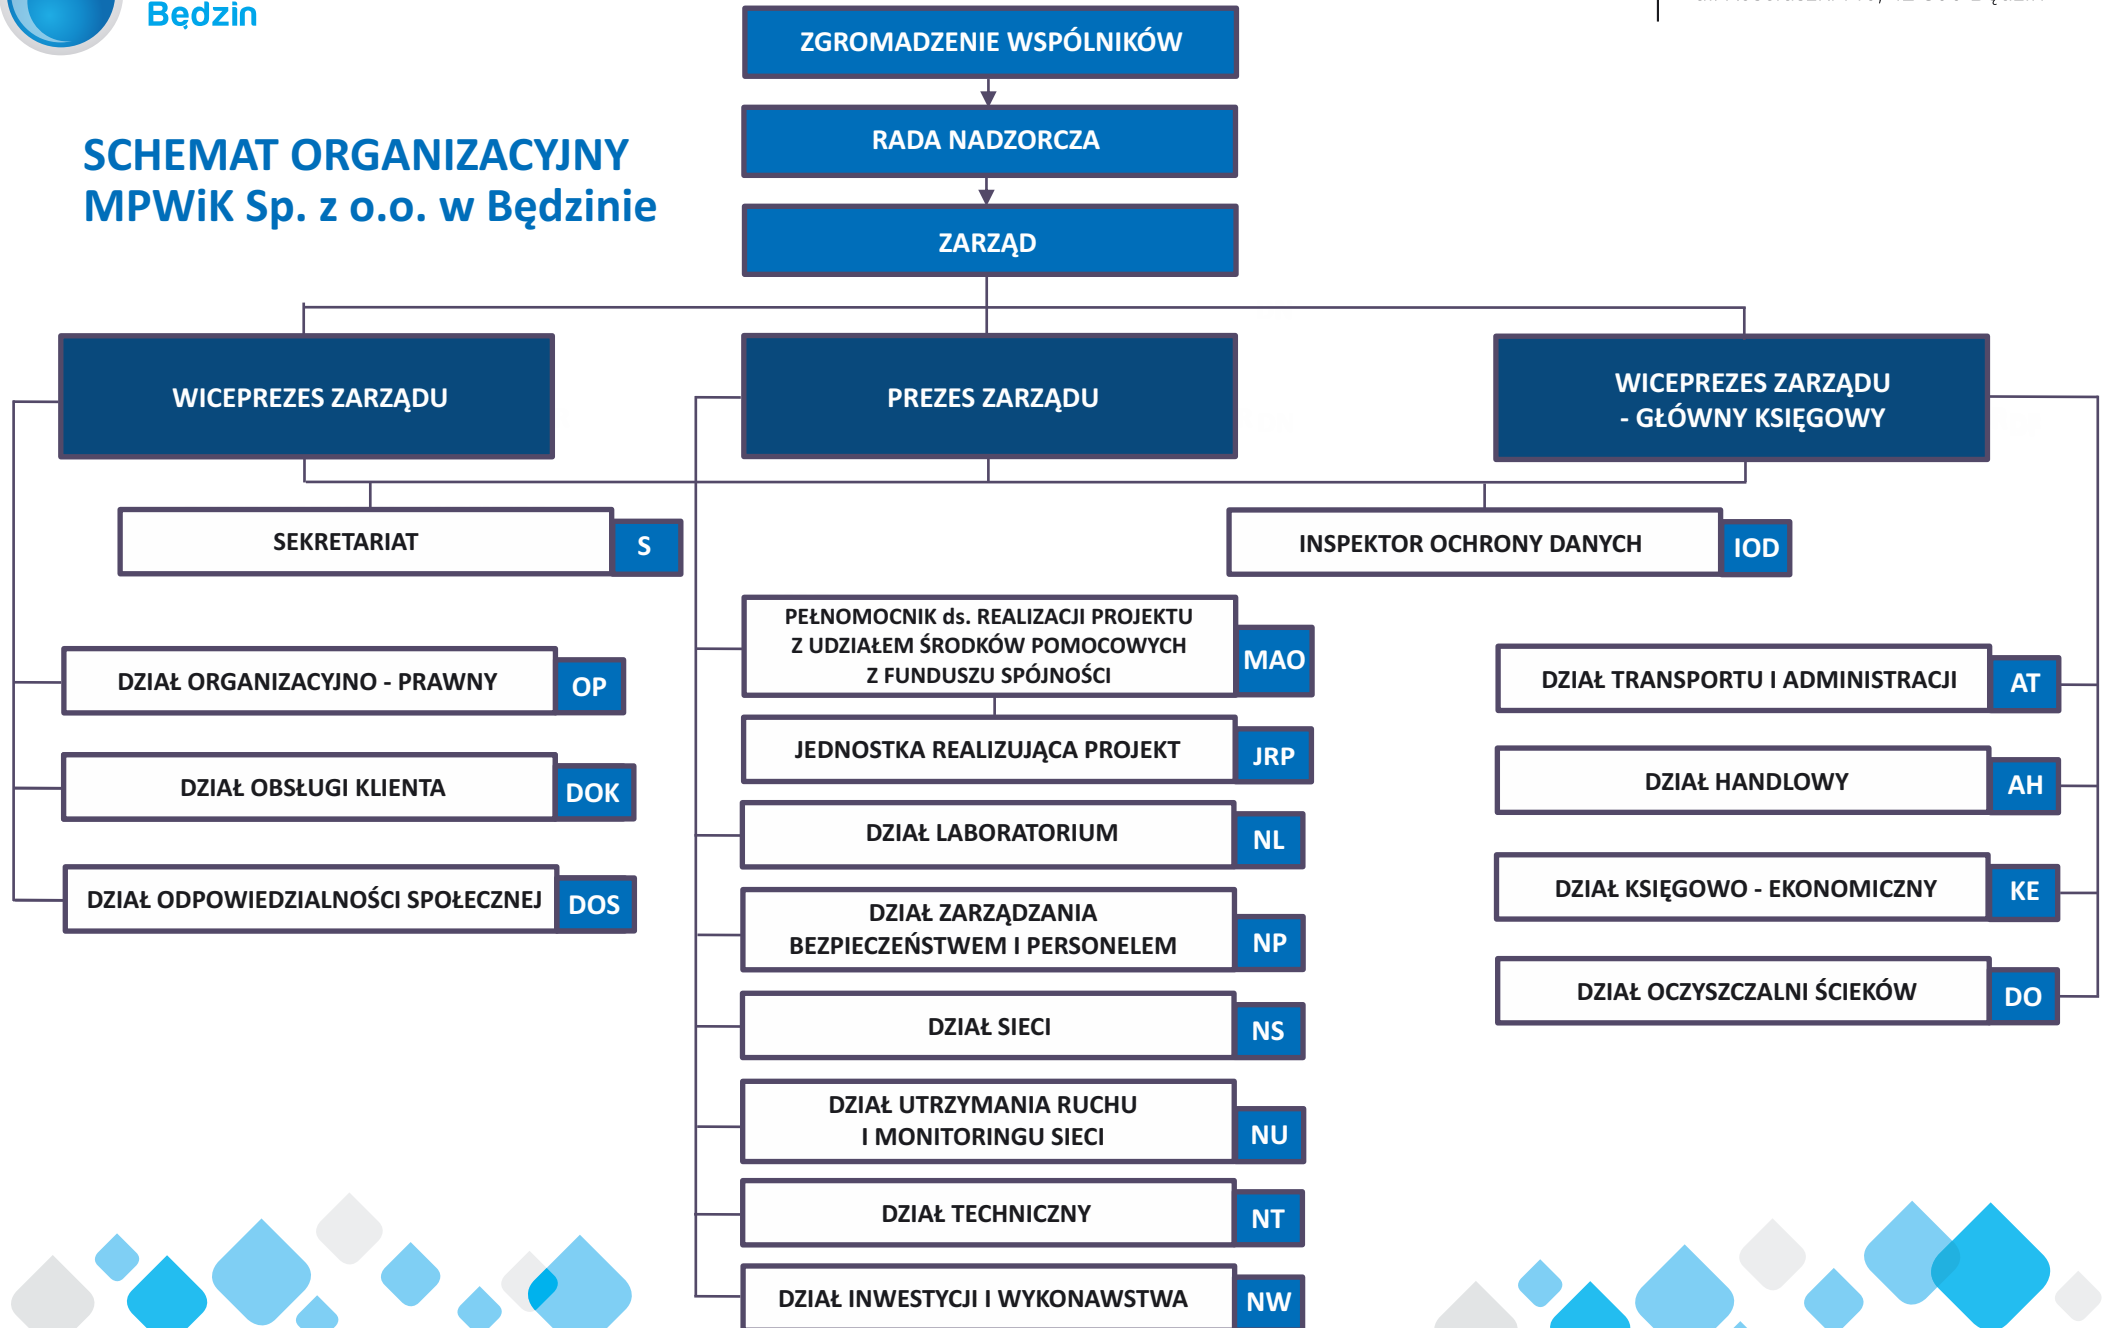 Będzin
ZGROMADZENIE WSPÓLNIKÓW
RADA NADZORCZA
SCHEMAT ORGANIZACYJNY
MPWiK Sp. z o.o. w Będzinie
ZARZĄD
WICEPREZES ZARZĄDU
PREZES ZARZĄDU
WICEPREZES ZARZĄDU
- GŁÓWNY KSIĘGOWY
SEKRETARIAT
S
INSPEKTOR OCHRONY DANYCH
IOD
DZIAŁ ORGANIZACYJNO - PRAWNY
OP
DZIAŁ OBSŁUGI KLIENTA
DOK
DZIAŁ ODPOWIEDZIALNOŚCI SPOŁECZNEJ
DOS
PEŁNOMOCNIK ds. REALIZACJI PROJEKTU
Z UDZIAŁEM ŚRODKÓW POMOCOWYCH
Z FUNDUSZU SPÓJNOŚCI
MAO
JEDNOSTKA REALIZUJĄCA PROJEKT
JRP
DZIAŁ LABORATORIUM
NL
DZIAŁ ZARZĄDZANIA
BEZPIECZEŃSTWEM I PERSONELEM
NP
DZIAŁ SIECI
NS
DZIAŁ UTRZYMANIA RUCHU
I MONITORINGU SIECI
NU
DZIAŁ TECHNICZNY
NT
DZIAŁ INWESTYCJI I WYKONAWSTWA
NW
DZIAŁ TRANSPORTU I ADMINISTRACJI
AT
DZIAŁ HANDLOWY
AH
DZIAŁ KSIĘGOWO - EKONOMICZNY
KE
DZIAŁ OCZYSZCZALNI ŚCIEKÓW
DO